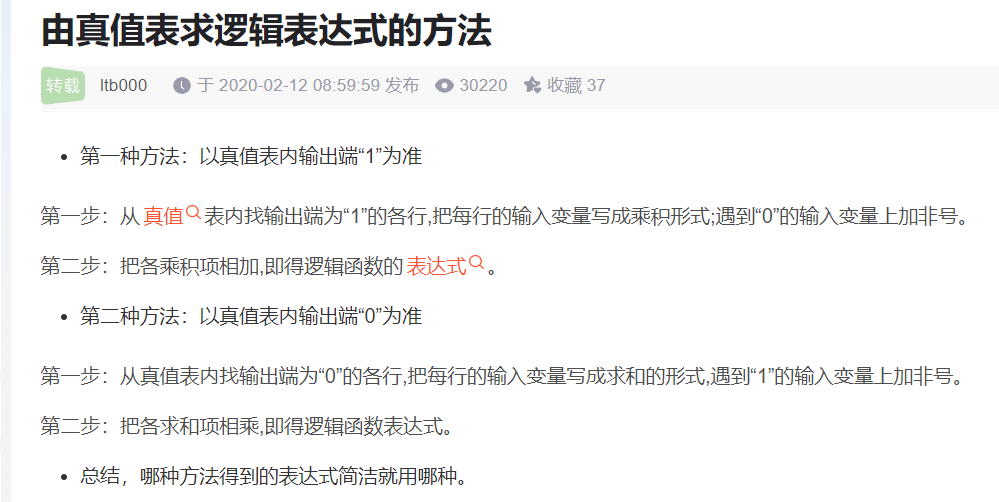 由真值表求逻辑表达式的方法
转载 ltb000 于 2020-02-12 08:59:59 发布 30220 收藏 37
• 第一种方法：以真值表内输出端“1”为准
第一步：从真值表内找输出端为“1”的各行,把每行的输入变量写成乘积形式;遇到“0”的输入变量上加非号。
第二步：把各乘积项相加,即得逻辑函数的表达式。
• 第二种方法：以真值表内输出端“0”为准
第一步：从真值表内找输出端为“0”的各行,把每行的输入变量写成求和的形式,遇到“1”的输入变量上加非号。
第二步：把各求和项相乘,即得逻辑函数表达式。
• 总结，哪种方法得到的表达式简洁就用哪种。